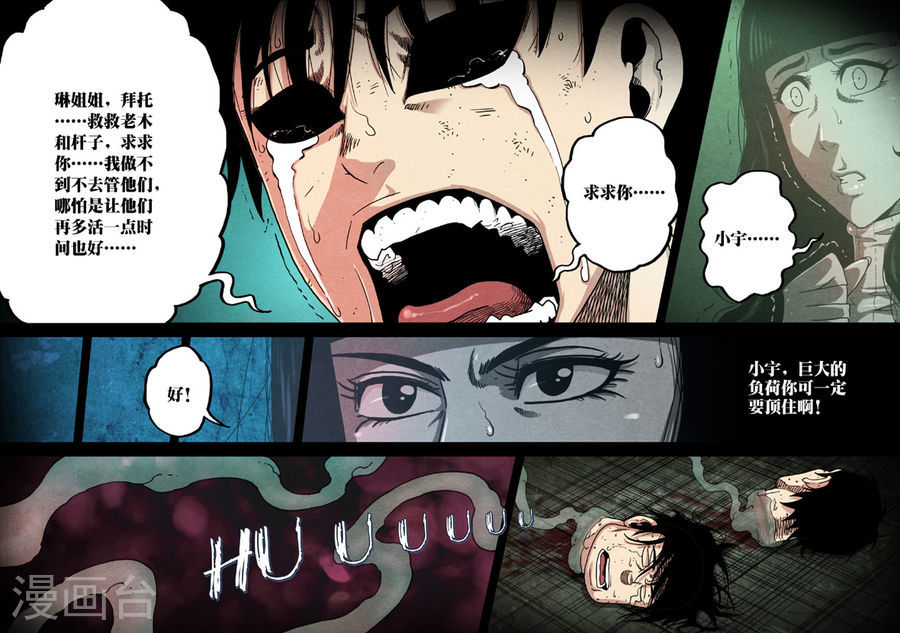 琳姐姐，拜托
……救救老木
和杆子，求求
你……我做不
到不去管他们，
哪怕是让他们
再多活一点时
间也好……
求求你……
小宇……
好！
小宇，巨大的
负荷你可一定
要顶住啊！
HUUUUUUU
漫画台